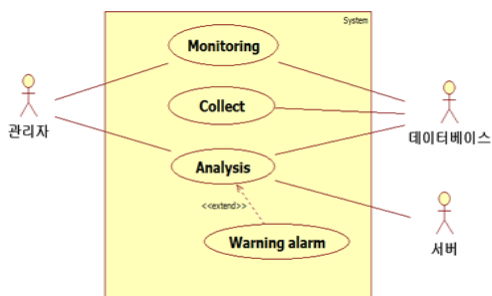 System
Monitoring
관리자
Collect
데이터베이스
Analysis
<<extend>>
Warning alarm
서버